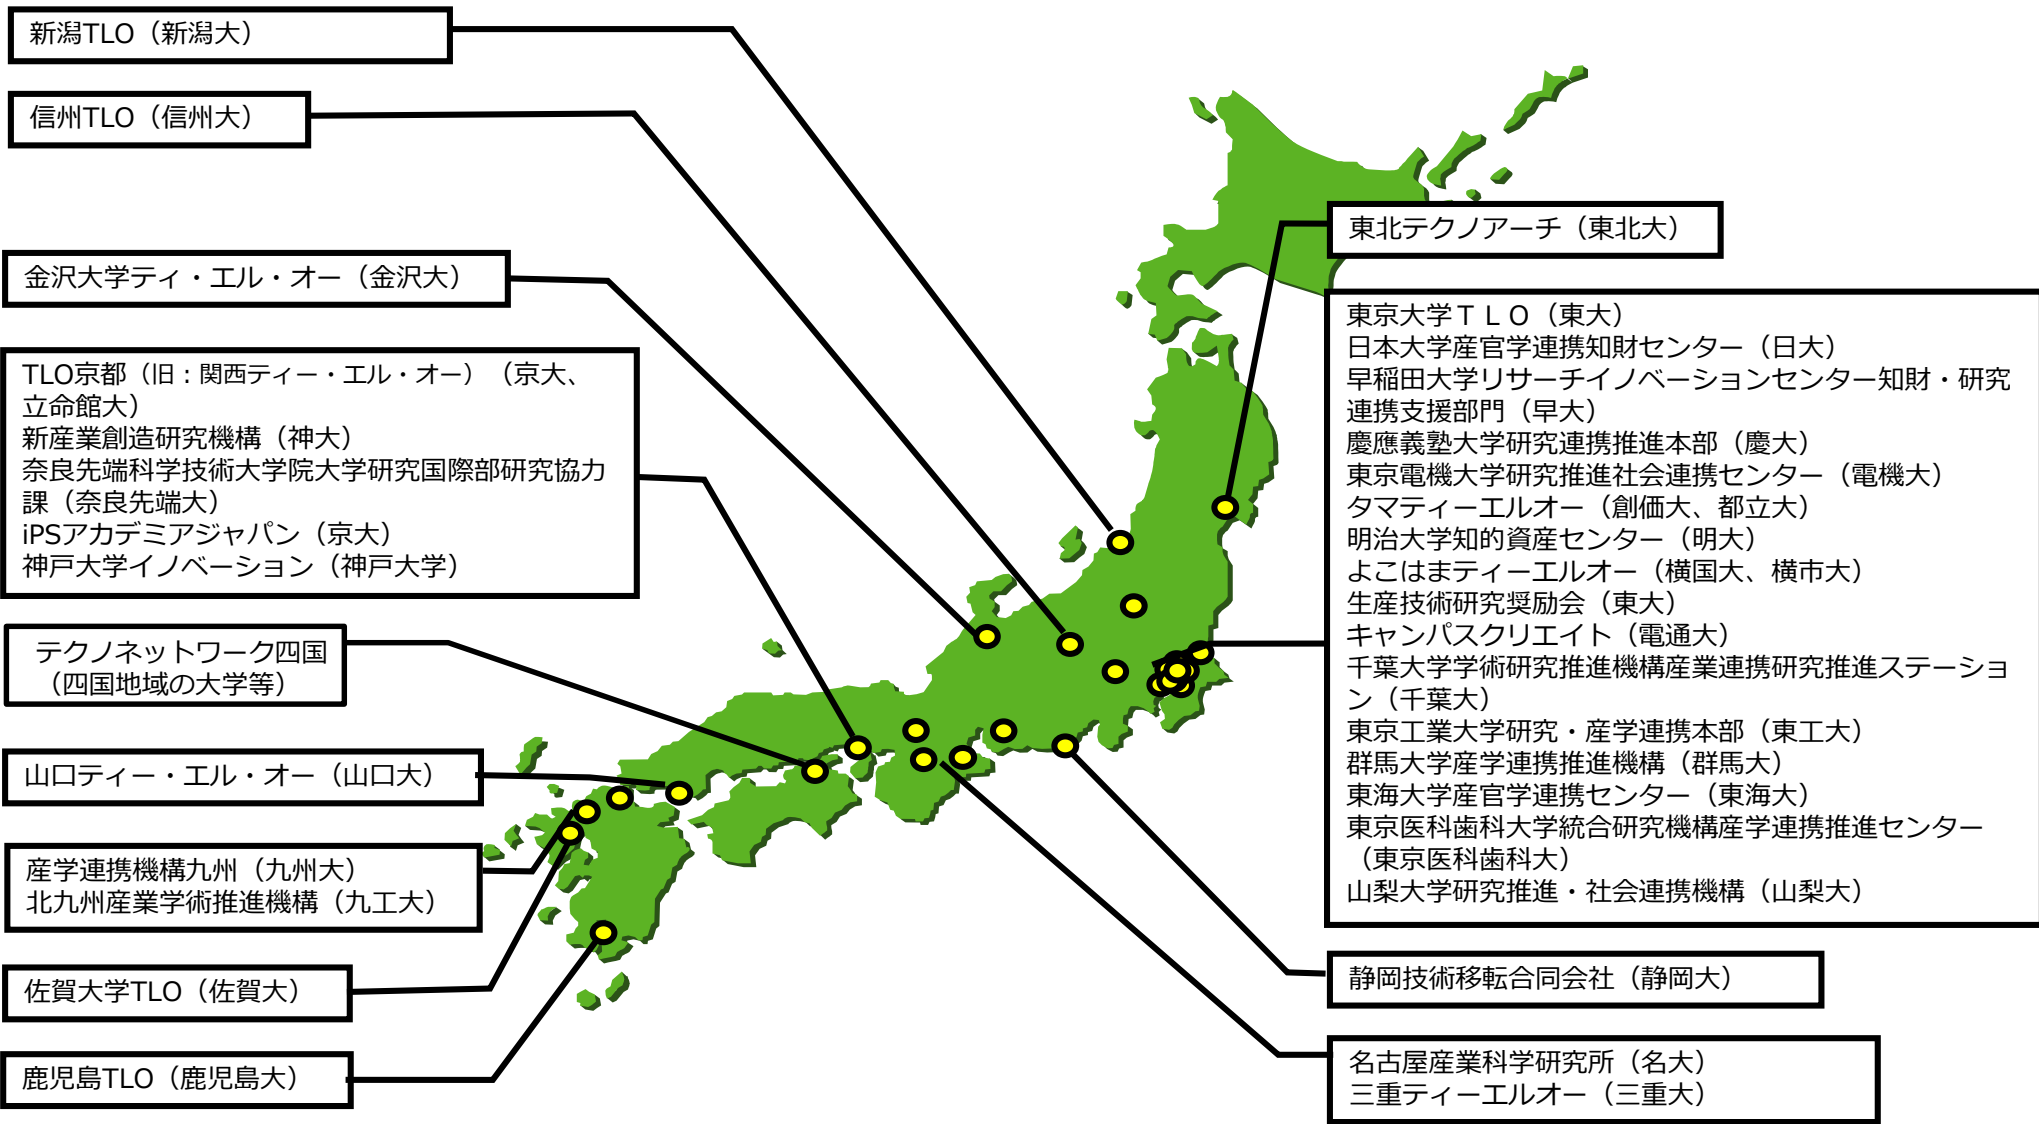 新潟TLO（新潟大）
信州TLO（信州大）
金沢大学ティ・エル・オー（金沢大）
TLO京都（旧：関西ティー・エル・オー）（京大、
立命館大）
新産業創造研究機構（神大）
奈良先端科学技術大学院大学研究国際部研究協力
課（奈良先端大）
iPSアカデミアジャパン（京大）
神戸大学イノベーション（神戸大学）
テクノネットワーク四国
（四国地域の大学等）
山口ティー・エル・オー（山口大）
産学連携機構九州（九州大）
北九州産業学術推進機構（九工大）
佐賀大学TLO（佐賀大）
鹿児島TLO（鹿児島大）
東北テクノアーチ（東北大）
東京大学ＴＬＯ（東大）
日本大学産官学連携知財センター（日大）
早稲田大学リサーチイノベーションセンター知財・研究
連携支援部門（早大）
慶應義塾大学研究連携推進本部（慶大）
東京電機大学研究推進社会連携センター（電機大）
タマティーエルオー（創価大、都立大）
明治大学知的資産センター（明大）
よこはまティーエルオー（横国大、横市大）
生産技術研究奨励会（東大）
キャンパスクリエイト（電通大）
千葉大学学術研究推進機構産業連携研究推進ステーショ
ン（千葉大）
東京工業大学研究・産学連携本部（東工大）
群馬大学産学連携推進機構（群馬大）
東海大学産官学連携センター（東海大）
東京医科歯科大学統合研究機構産学連携推進センター
（東京医科歯科大）
山梨大学研究推進・社会連携機構（山梨大）
静岡技術移転合同会社（静岡大）
名古屋産業科学研究所（名大）
三重ティーエルオー（三重大）